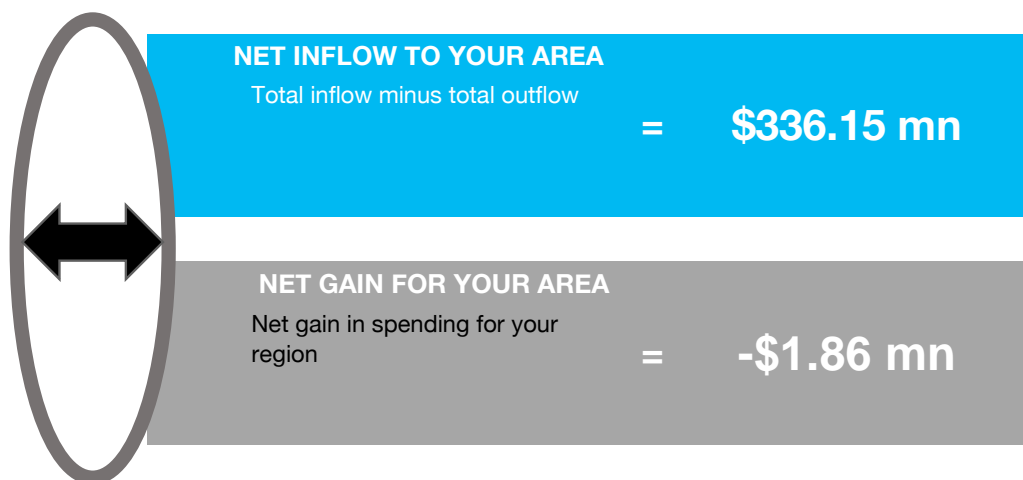 NET INFLOW TO YOUR AREA
Total inflow minus total outflow
= $336.15 mn
NET GAIN FOR YOUR AREA
Net gain in spending for your
region
= -$1.86 mn